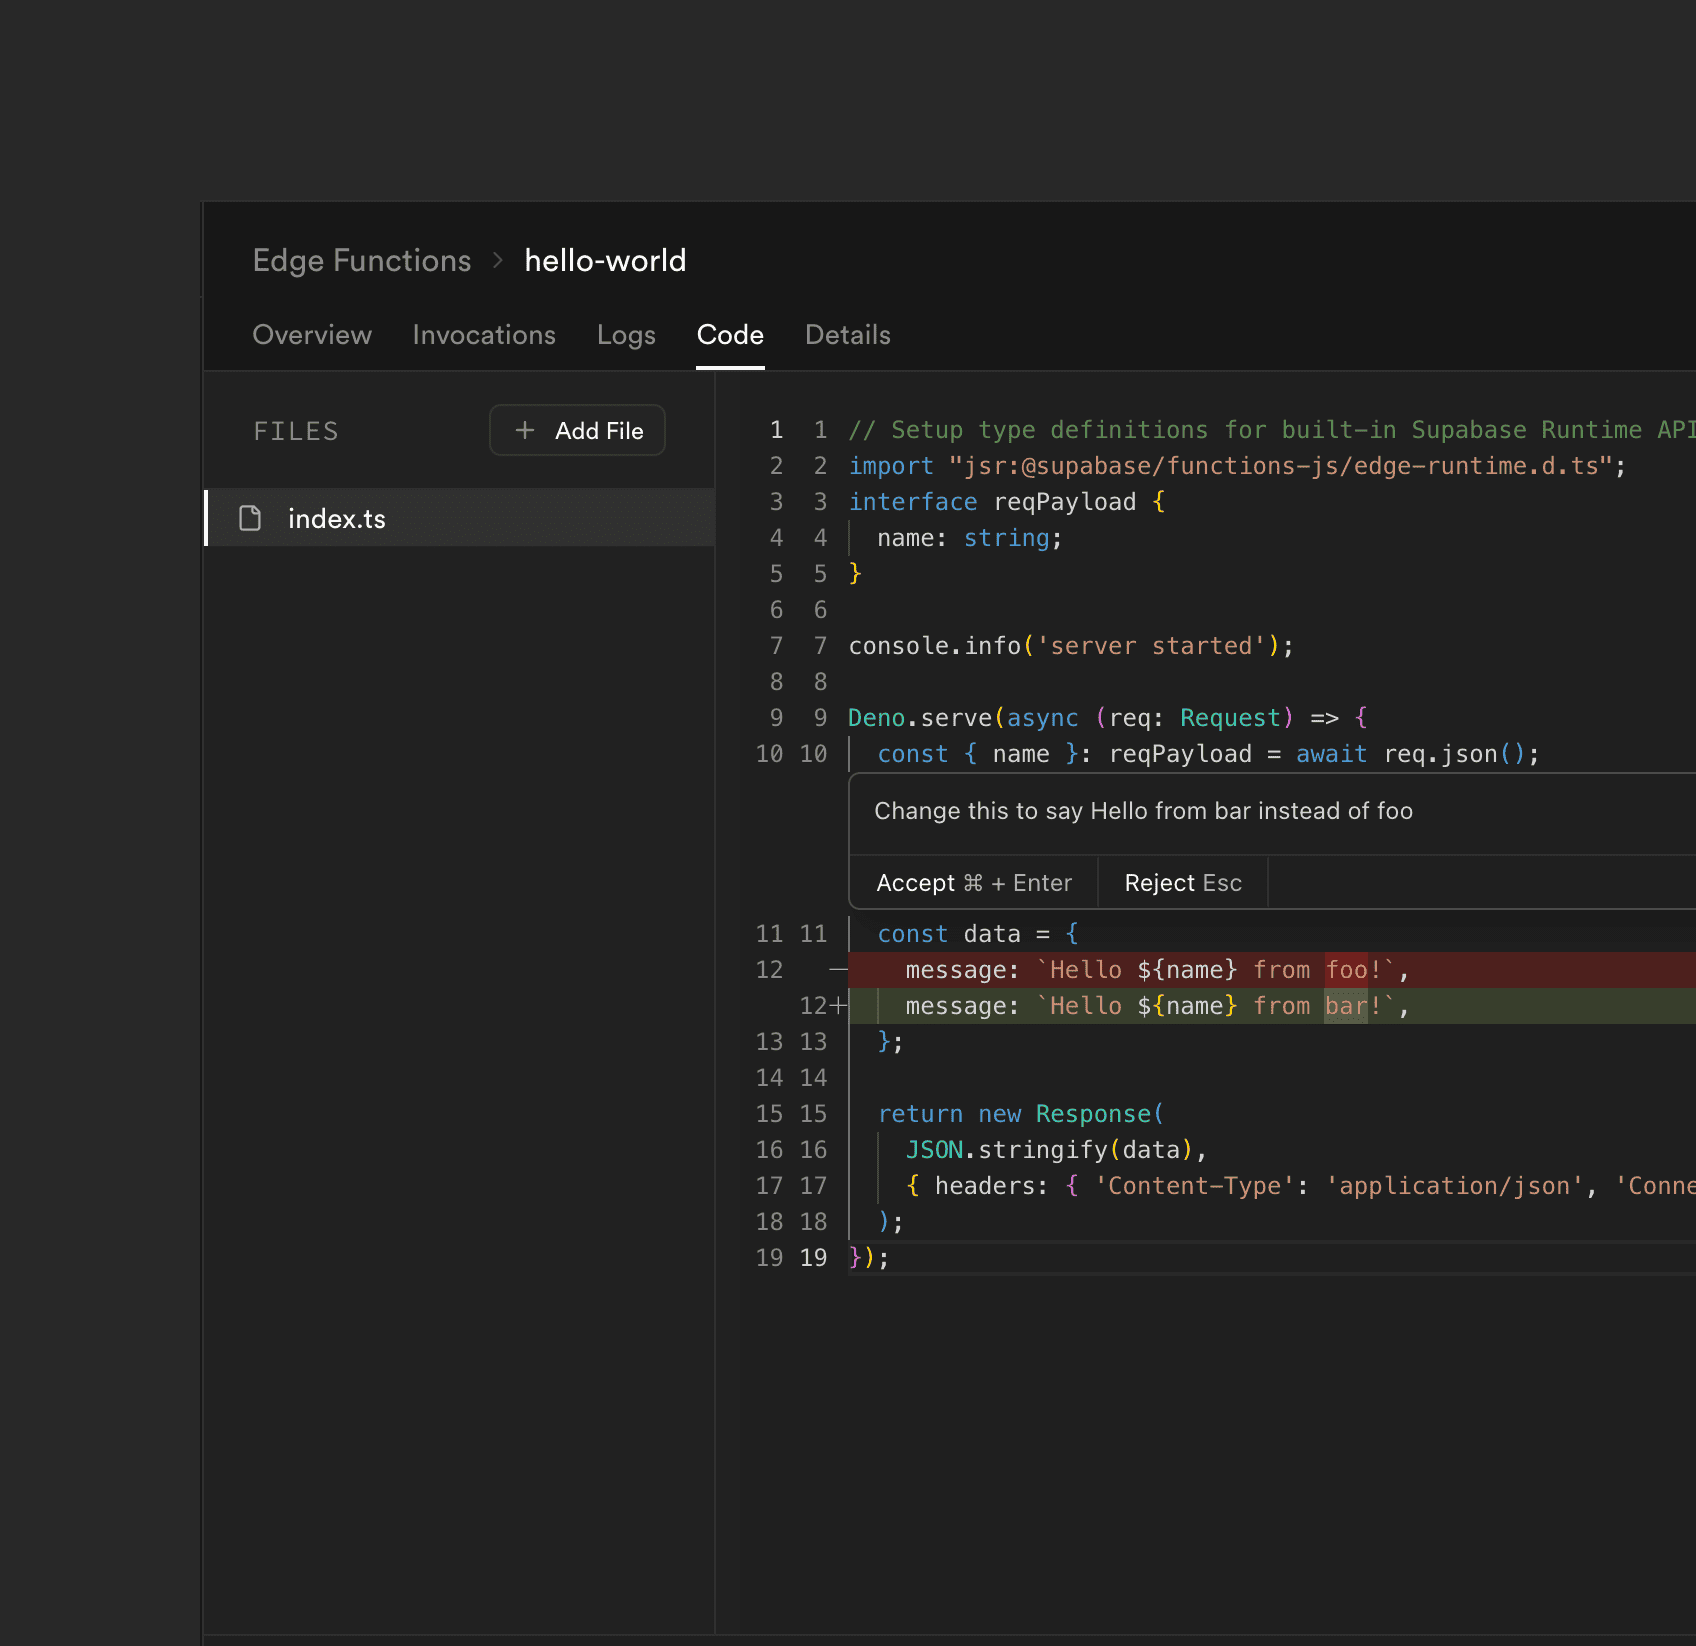 Edge Functions > hello-world
Overview Invocations Logs Code Details
FILES + Add File
index.ts
1 1 // Setup type definitions for built-in Supabase Runtime API
2 2 import "jsr:@supabase/functions-js/edge-runtime.d.ts";
3 3 interface reqPayload {
4 4   name: string;
5 5 }
6 6
7 7 console.info('server started');
8 8
9 9 Deno.serve(async (req: Request) => {
10 10   const { name }: reqPayload = await req.json();
Change this to say Hello from bar instead of foo
Accept ⌘ + Enter Reject Esc
11 11   const data = {
12 —    message: `Hello ${name} from foo!`,
12+    message: `Hello ${name} from bar!`,
13 13   };
14 14
15 15   return new Response(
16 16     JSON.stringify(data),
17 17     { headers: { 'Content-Type': 'application/json', 'Conne
18 18   );
19 19 });